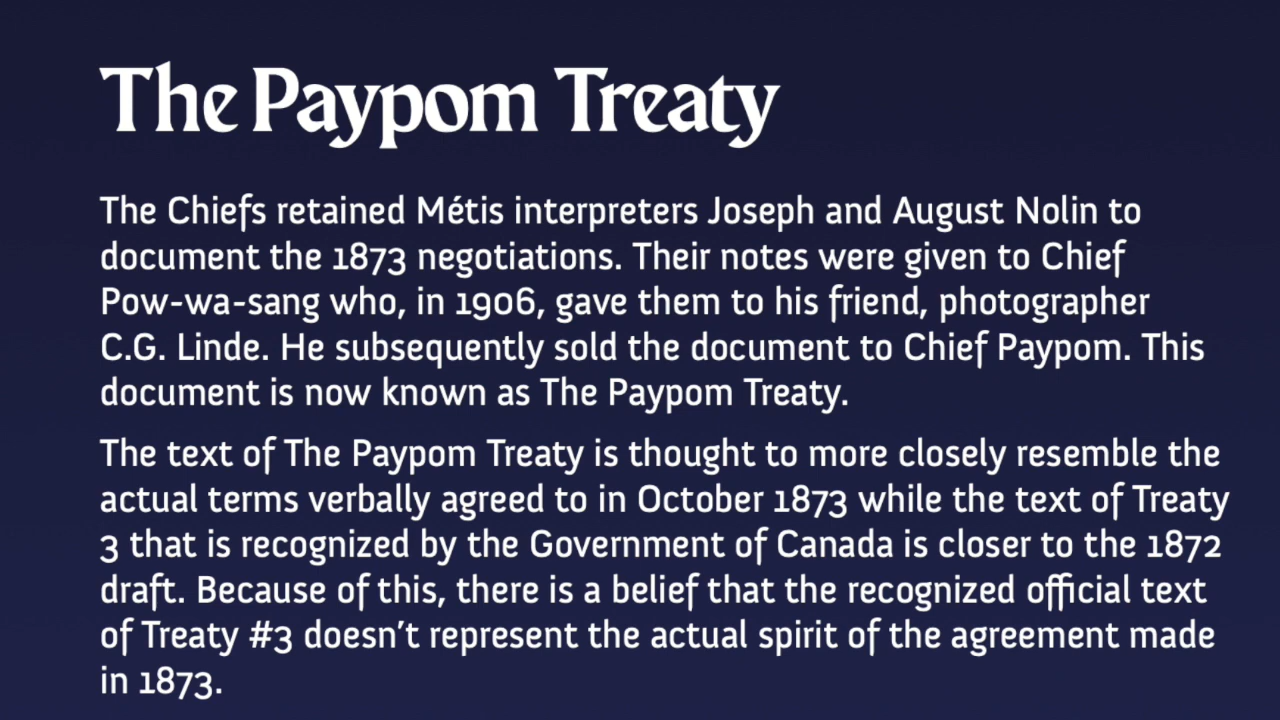 The Paypom Treaty
The Chiefs retained Métis interpreters Joseph and August Nolin to
document the 1873 negotiations. Their notes were given to Chief
Pow-wa-sang who, in 1906, gave them to his friend, photographer
C.G. Linde. He subsequently sold the document to Chief Paypom. This
document is now known as The Paypom Treaty.
The text of The Paypom Treaty is thought to more closely resemble the
actual terms verbally agreed to in October 1873 while the text of Treaty
3 that is recognized by the Government of Canada is closer to the 1872
draft. Because of this, there is a belief that the recognized official text
of Treaty #3 doesn’t represent the actual spirit of the agreement made
in 1873.